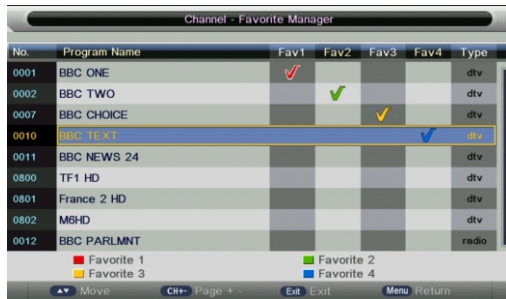 Channel - Favorite Manager
No. Program Name Fav1 Fav2 Fav3 Fav4 Type
0001 BBC ONE dtv
0002 BBC TWO dtv
0007 BBC CHOICE dtv
0010 BBC TEXT dtv
0011 BBC NEWS 24 dtv
0800 TF1 HD dtv
0801 France 2 HD dtv
0802 M6HD dtv
0012 BBC PARLMNT radio
Favorite 1 Favorite 2
Favorite 3 Favorite 4
▲▼ Move CH+- Page + - Exit Exit Menu Return